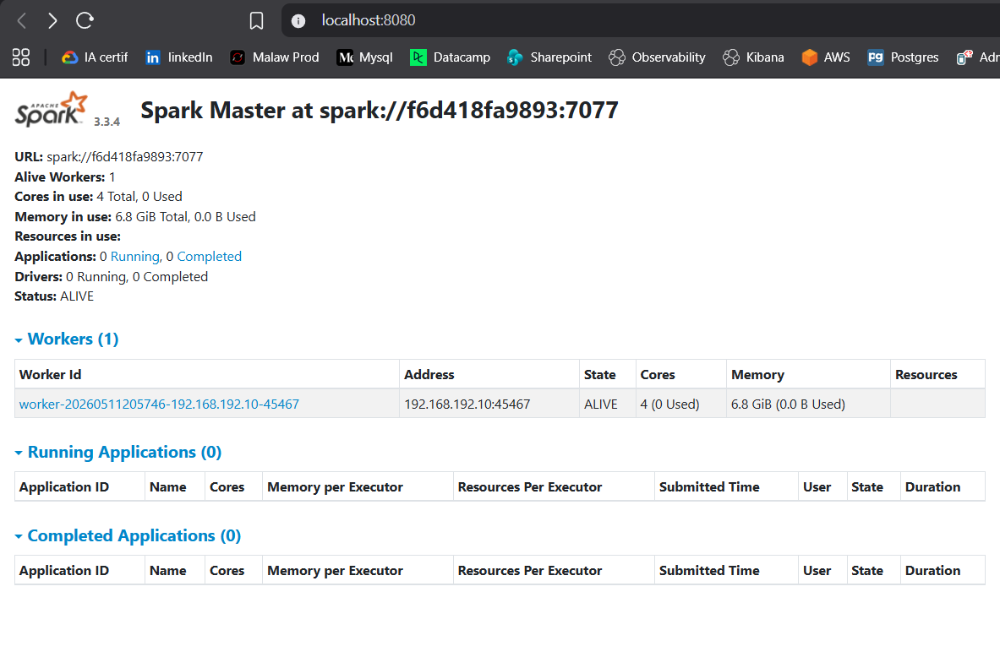 localhost:8080
IA certif linkedIn Malaw Prod Mysql Datacamp Sharepoint Observability Kibana AWS Postgres Adr
APACHE Spark 3.3.4 Spark Master at spark://f6d418fa9893:7077
URL: spark://f6d418fa9893:7077
Alive Workers: 1
Cores in use: 4 Total, 0 Used
Memory in use: 6.8 GiB Total, 0.0 B Used
Resources in use:
Applications: 0 Running, 0 Completed
Drivers: 0 Running, 0 Completed
Status: ALIVE
Workers (1)
Worker Id Address State Cores Memory Resources
worker-20260511205746-192.168.192.10-45467 192.168.192.10:45467 ALIVE 4 (0 Used) 6.8 GiB (0.0 B Used)
Running Applications (0)
Application ID Name Cores Memory per Executor Resources Per Executor Submitted Time User State Duration
Completed Applications (0)
Application ID Name Cores Memory per Executor Resources Per Executor Submitted Time User State Duration